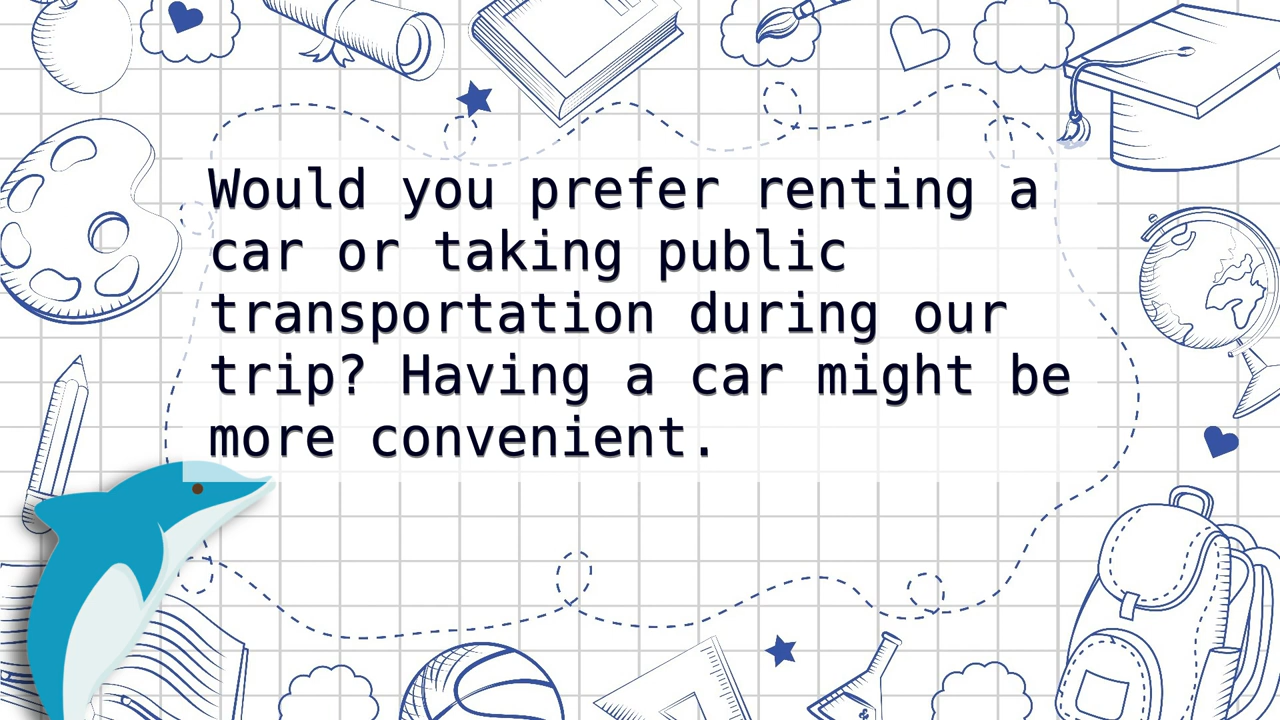 Would you prefer renting a
car or taking public
transportation during our
trip? Having a car might be
more convenient.